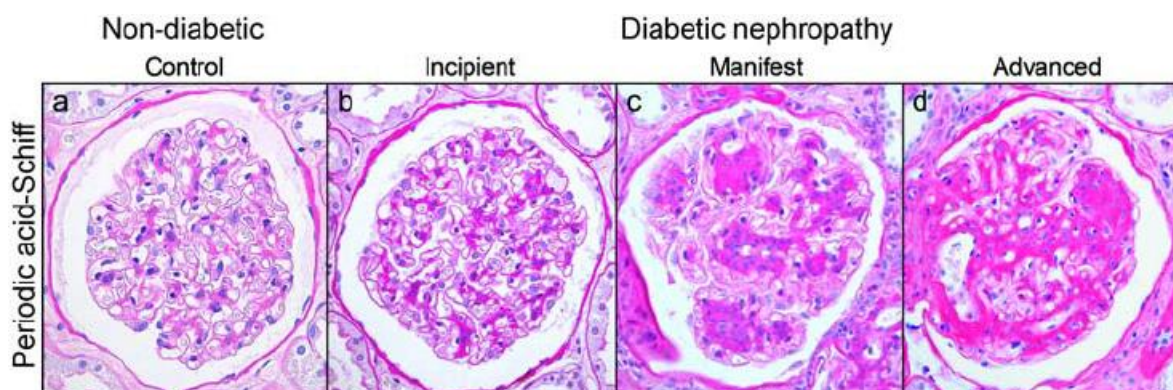 Non-diabetic
Diabetic nephropathy
Control
Incipient
Manifest
Advanced
Periodic acid-Schiff
a
b
c
d